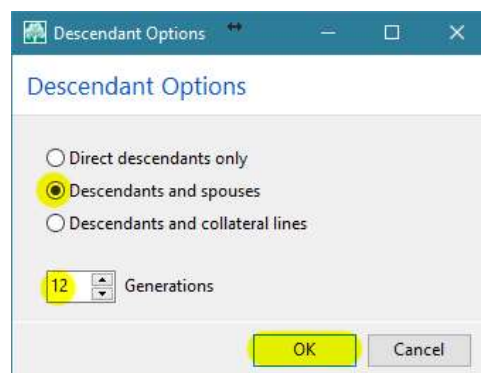 Descendant Options
Descendant Options
Direct descendants only
Descendants and spouses
Descendants and collateral lines
12 Generations
OK Cancel